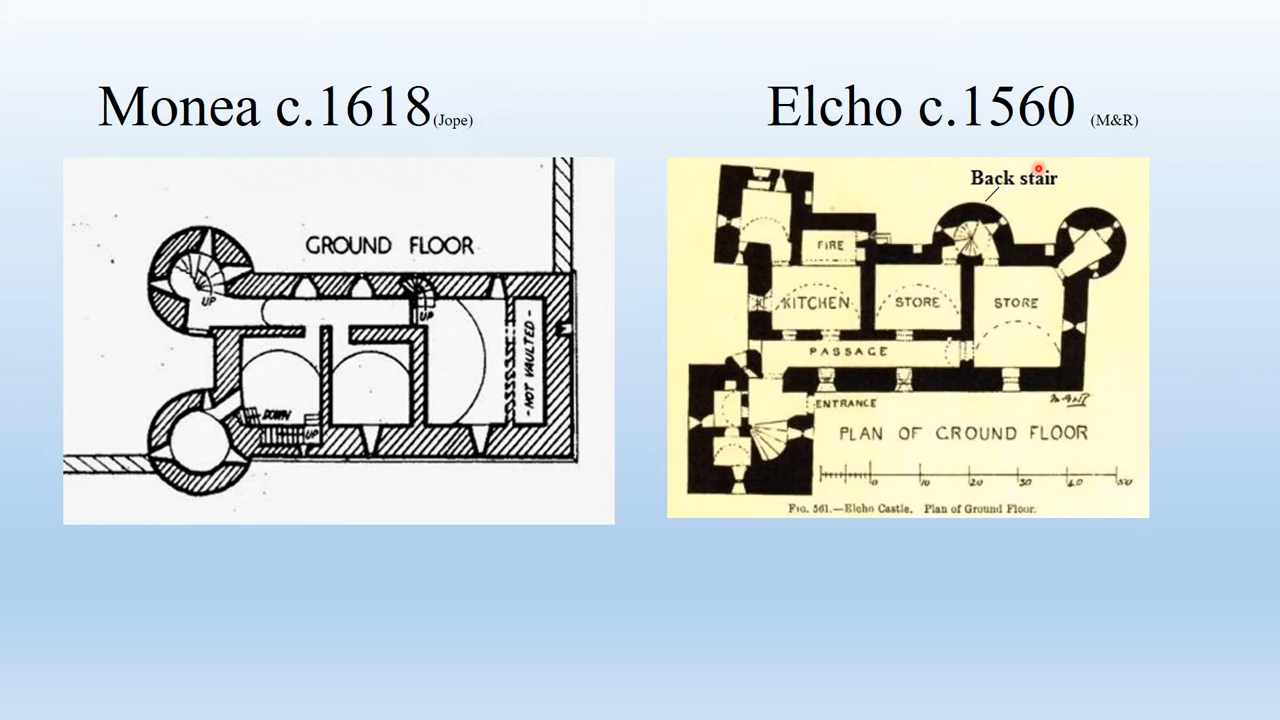 Monea c.1618(Jope)
Elcho c.1560 (M&R)
GROUND FLOOR
UP
UP
- NOT VAULTED -
DOWN
UP
Back stair
FIRE
KITCHEN
STORE
STORE
PASSAGE
ENTRANCE
PLAN OF GROUND FLOOR
0 10 20 30 40 50
FIG. 561.—Elcho Castle. Plan of Ground Floor.